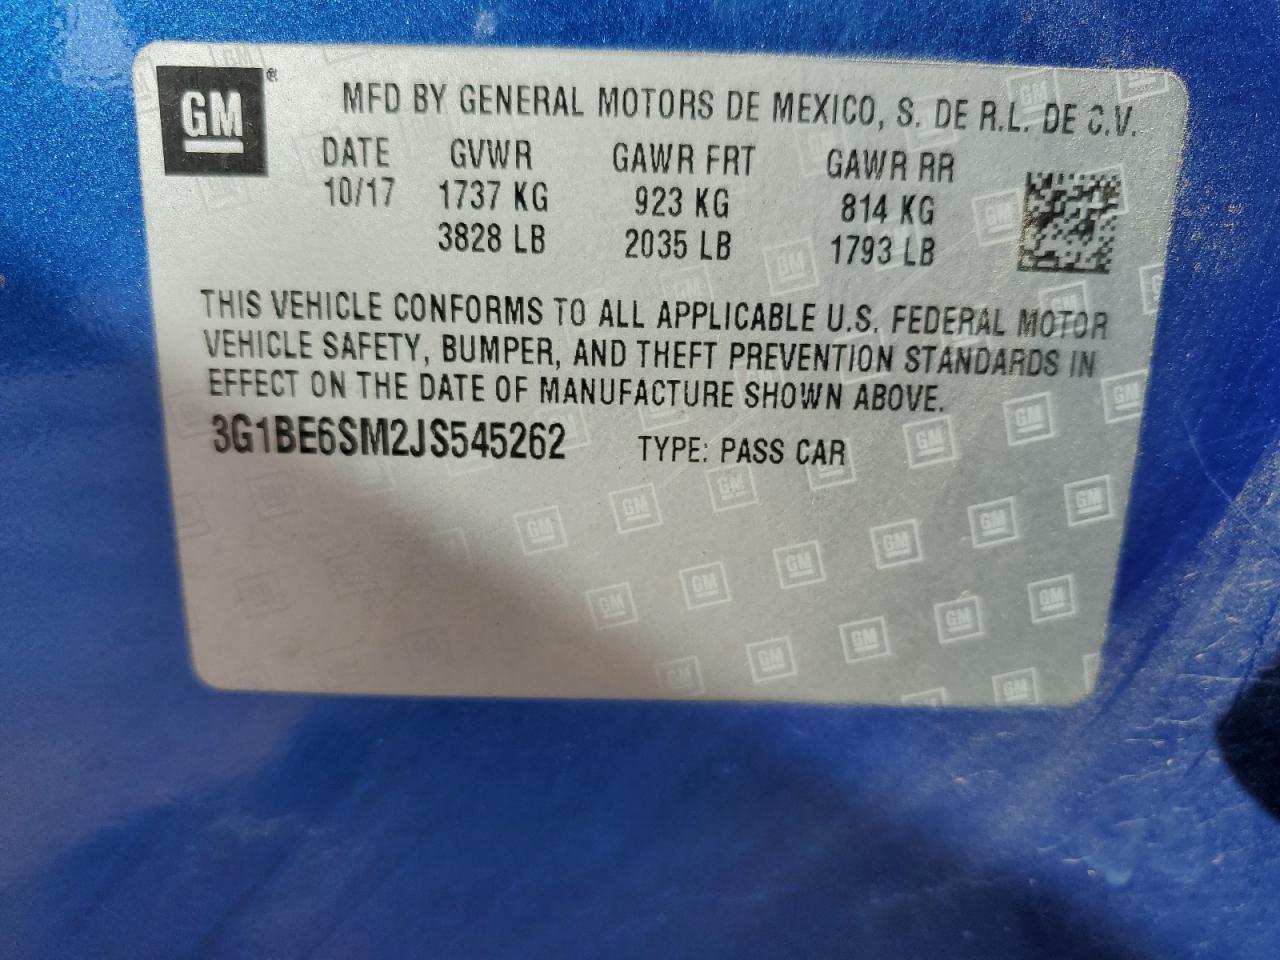 GM®
MFD BY GENERAL MOTORS DE MEXICO, S. DE R.L. DE C.V.
DATE GVWR GAWR FRT GAWR RR
10/17 1737 KG 923 KG 814 KG
3828 LB 2035 LB 1793 LB
THIS VEHICLE CONFORMS TO ALL APPLICABLE U.S. FEDERAL MOTOR
VEHICLE SAFETY, BUMPER, AND THEFT PREVENTION STANDARDS IN
EFFECT ON THE DATE OF MANUFACTURE SHOWN ABOVE.
3G1BE6SM2JS545262 TYPE: PASS CAR